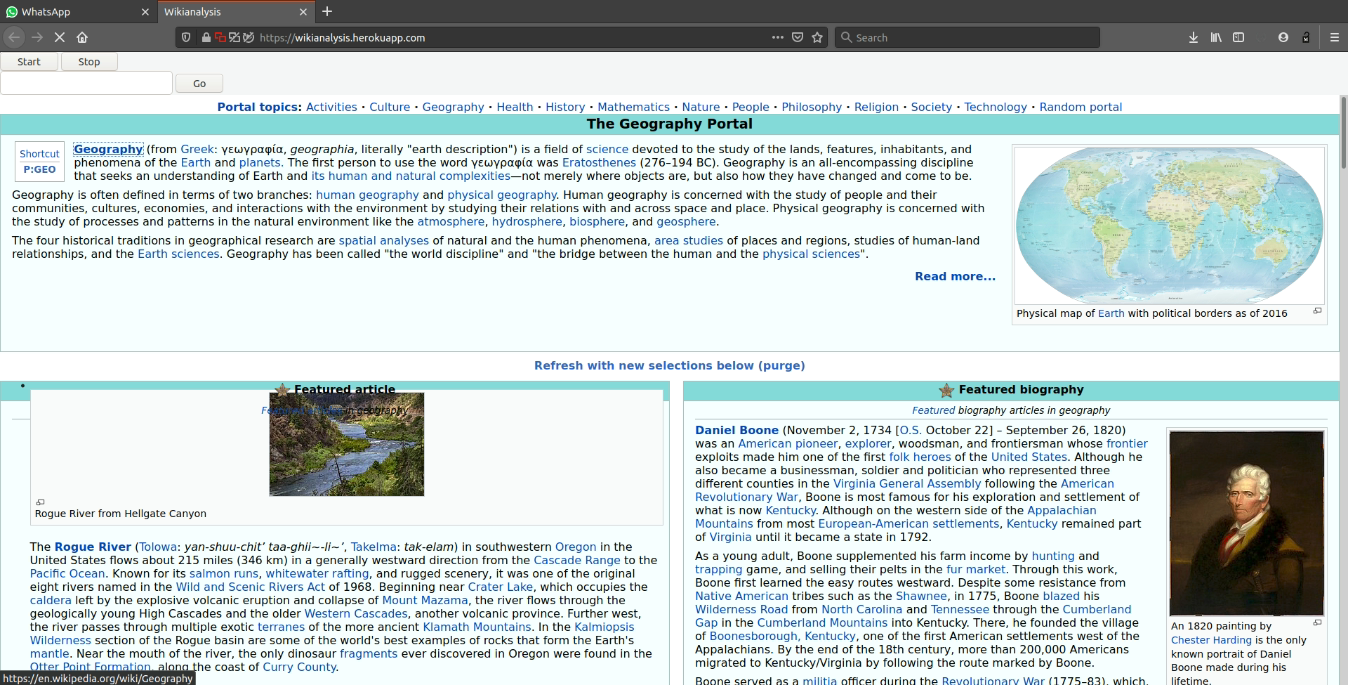 WhatsApp
Wikianalysis
https://wikianalysis.herokuapp.com
Search
Start Stop
Go
Portal topics: Activities · Culture · Geography · Health · History · Mathematics · Nature · People · Philosophy · Religion · Society · Technology · Random portal
The Geography Portal
Shortcut
P:GEO
Geography (from Greek: γεωγραφία, geographia, literally "earth description") is a field of science devoted to the study of the lands, features, inhabitants, and
phenomena of the Earth and planets. The first person to use the word γεωγραφία was Eratosthenes (276–194 BC). Geography is an all-encompassing discipline
that seeks an understanding of Earth and its human and natural complexities—not merely where objects are, but also how they have changed and come to be.
Geography is often defined in terms of two branches: human geography and physical geography. Human geography is concerned with the study of people and their
communities, cultures, economies, and interactions with the environment by studying their relations with and across space and place. Physical geography is concerned with
the study of processes and patterns in the natural environment like the atmosphere, hydrosphere, biosphere, and geosphere.
The four historical traditions in geographical research are spatial analyses of natural and the human phenomena, area studies of places and regions, studies of human-land
relationships, and the Earth sciences. Geography has been called "the world discipline" and "the bridge between the human and the physical sciences".
Read more...
Physical map of Earth with political borders as of 2016
Refresh with new selections below (purge)
Featured article
Rogue River from Hellgate Canyon
The Rogue River (Tolowa: yan-shuu-chit' taa-ghii~-li~', Takelma: tak-elam) in southwestern Oregon in the
United States flows about 215 miles (346 km) in a generally westward direction from the Cascade Range to the
Pacific Ocean. Known for its salmon runs, whitewater rafting, and rugged scenery, it was one of the original
eight rivers named in the Wild and Scenic Rivers Act of 1968. Beginning near Crater Lake, which occupies the
caldera left by the explosive volcanic eruption and collapse of Mount Mazama, the river flows through the
geologically young High Cascades and the older Western Cascades, another volcanic province. Further west,
the river passes through multiple exotic terranes of the more ancient Klamath Mountains. In the Kalmiopsis
Wilderness section of the Rogue basin are some of the world's best examples of rocks that form the Earth's
mantle. Near the mouth of the river, the only dinosaur fragments ever discovered in Oregon were found in the
Otter Point Formation, along the coast of Curry County.
Featured biography
Featured biography articles in geography
Daniel Boone (November 2, 1734 [O.S. October 22] – September 26, 1820)
was an American pioneer, explorer, woodsman, and frontiersman whose frontier
exploits made him one of the first folk heroes of the United States. Although he
also became a businessman, soldier and politician who represented three
different counties in the Virginia General Assembly following the American
Revolutionary War, Boone is most famous for his exploration and settlement of
what is now Kentucky. Although on the western side of the Appalachian
Mountains from most European-American settlements, Kentucky remained part
of Virginia until it became a state in 1792.
As a young adult, Boone supplemented his farm income by hunting and
trapping game, and selling their pelts in the fur market. Through this work,
Boone first learned the easy routes westward. Despite some resistance from
Native American tribes such as the Shawnee, in 1775, Boone blazed his
Wilderness Road from North Carolina and Tennessee through the Cumberland
Gap in the Cumberland Mountains into Kentucky. There, he founded the village
of Boonesborough, Kentucky, one of the first American settlements west of the
Appalachians. By the end of the 18th century, more than 200,000 Americans
migrated to Kentucky/Virginia by following the route marked by Boone.
Boone served as a militia officer during the Revolutionary War (1775–83), which,
An 1820 painting by
Chester Harding is the only
known portrait of Daniel
Boone made during his
lifetime.
https://en.wikipedia.org/wiki/Geography